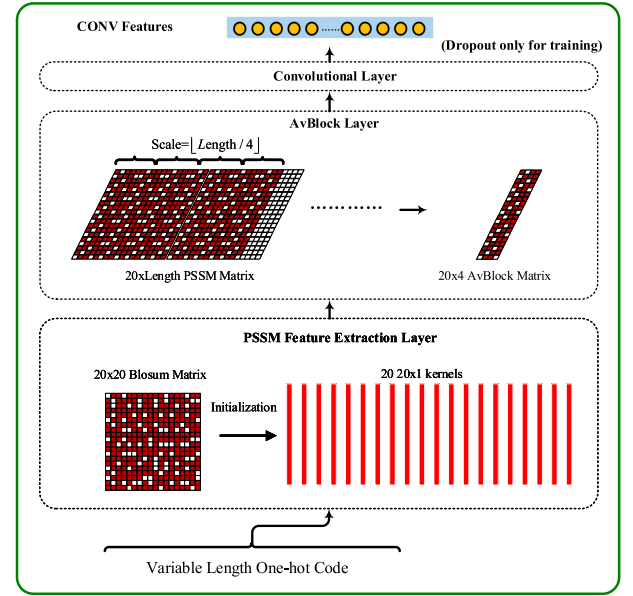 CONV Features
(Dropout only for training)
Convolutional Layer
AvBlock Layer
Scale=⌊Length / 4⌋
20xLength PSSM Matrix
20x4 AvBlock Matrix
PSSM Feature Extraction Layer
20x20 Blosum Matrix
20 20x1 kernels
Initialization
Variable Length One-hot Code